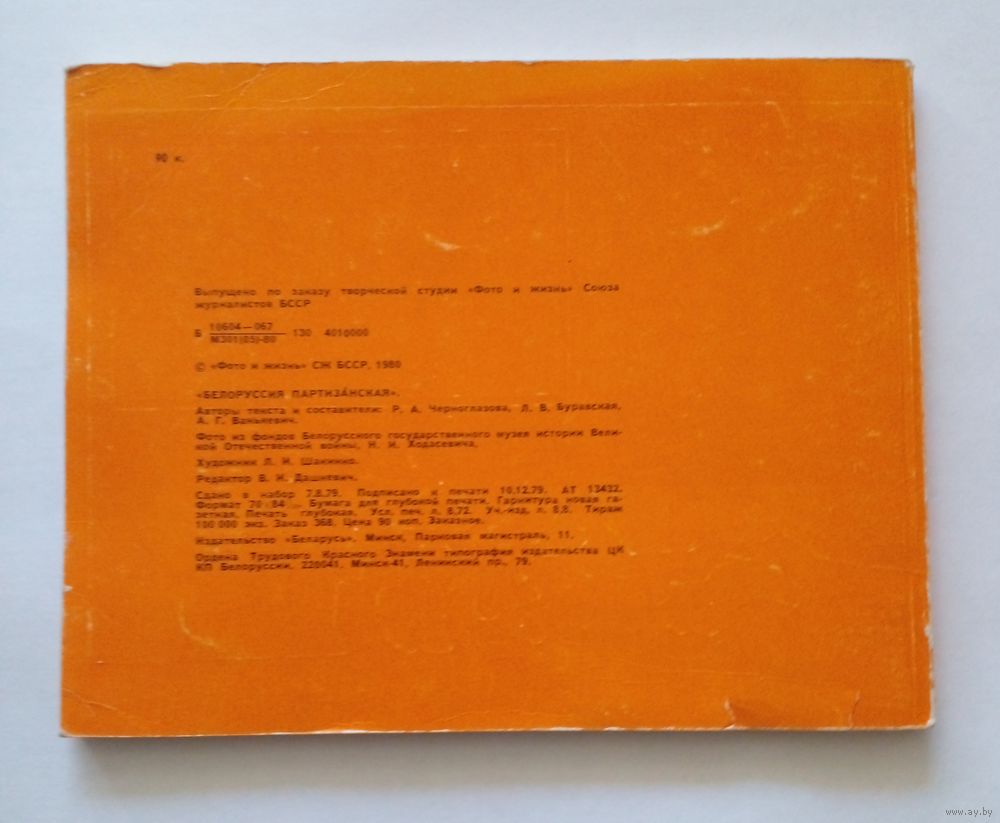 90 к.
Выпущено по заказу творческой студии «Фото и жизнь» Союза
журналистов БССР
Б 10604—067 130 4010000
М301(05)-80
© «Фото и жизнь» СЖ БССР, 1980
«БЕЛОРУССИЯ ПАРТИЗАНСКАЯ».
Авторы текста и составители: Р. А. Черноглазова, Л. В. Буравская,
А. Г. Ванькевич.
Фото из фондов Белорусского государственного музея истории Вели-
кой Отечественной войны, Н. И. Ходасевича.
Художник Л. И.
Редактор В. Н. Дашкевич.
Сдано в набор 7.8.79. Подписано к печати 10.12.79. АТ 13432.
Формат 70 84 Бумага для глубокой печати. Гарнитура новая га-
зетная. Печать глубокая. Усл. печ. л. 8,72. Уч.-изд. л. 8,8. Тираж
100 000 экз. Заказ 368. Цена 90 коп. Заказное.
Издательство «Беларусь», Минск, Парковая магистраль, 11.
Ордена Трудового Красного Знамени типография издательства ЦК
КП Белоруссии. 220041, Минск-41, Ленинский пр., 79.
www.ay.by